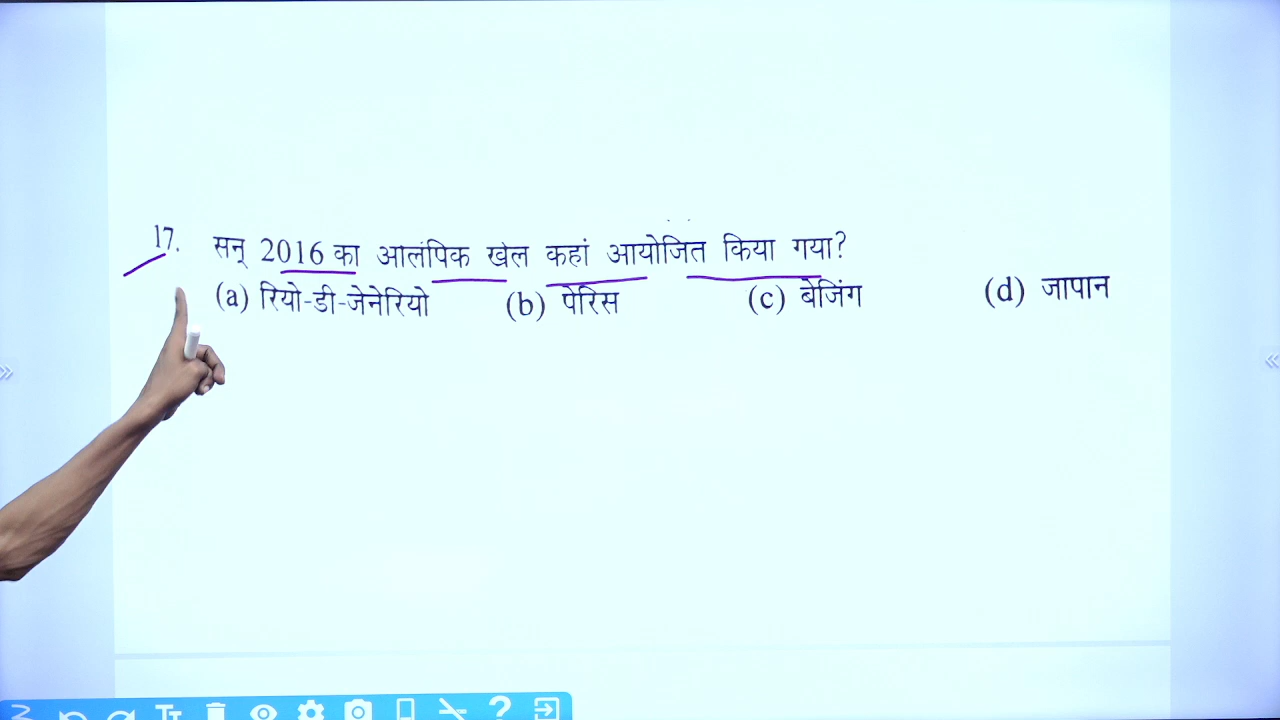 17. सन् 2016 का आलंपिक खेल कहां आयोजित किया गया?
(a) रियो-डी-जेनेरियो (b) पेरिस (c) बेजिंग (d) जापान